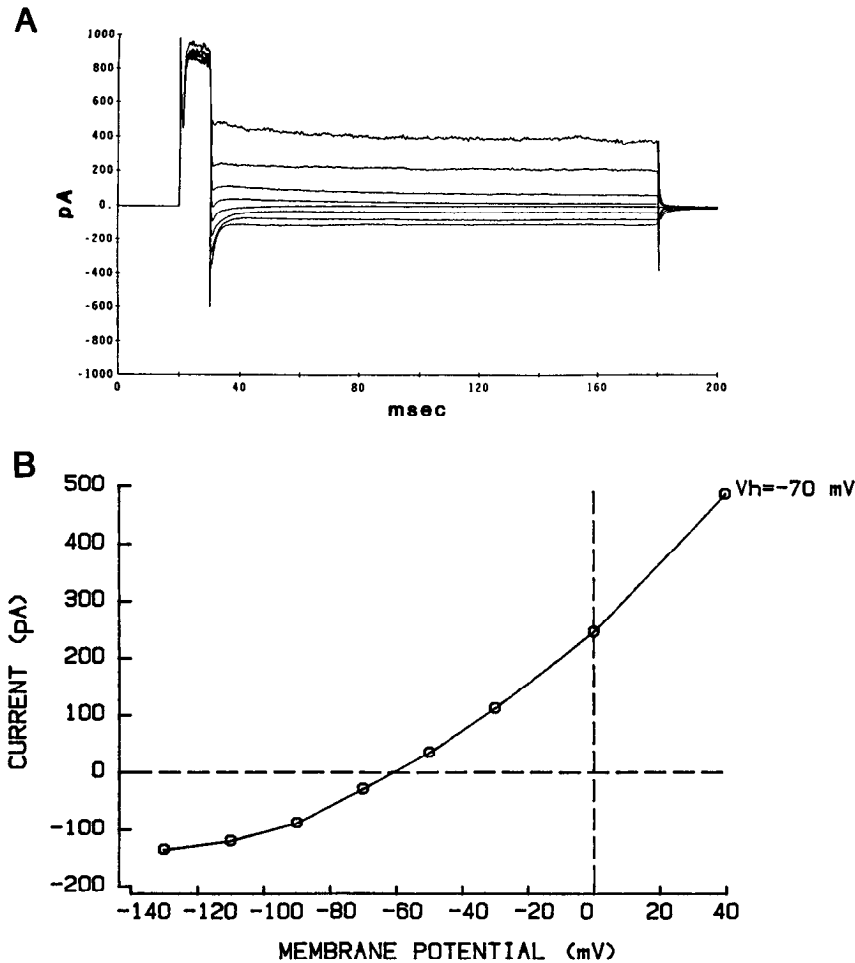 A
1000
800
600
400
200
0
-200
-400
-600
-800
-1000
pA
0 40 80 120 160 200
msec
B
500
400
300
200
100
0
-100
-200
CURRENT (pA)
Vh=-70 mV
-140 -120 -100 -80 -60 -40 -20 0 20 40
MEMBRANE POTENTIAL (mV)